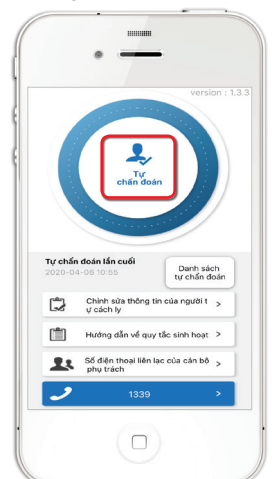 version : 1.3.3
Tự
chẩn đoán
Tự chẩn đoán lần cuối
2020-04-06 10:55
Danh sách
tự chẩn đoán
Chỉnh sửa thông tin của người t
ự cách ly >
Hướng dẫn về quy tắc sinh hoạt >
Số điện thoại liên lạc của cán bộ
phụ trách >
1339 >